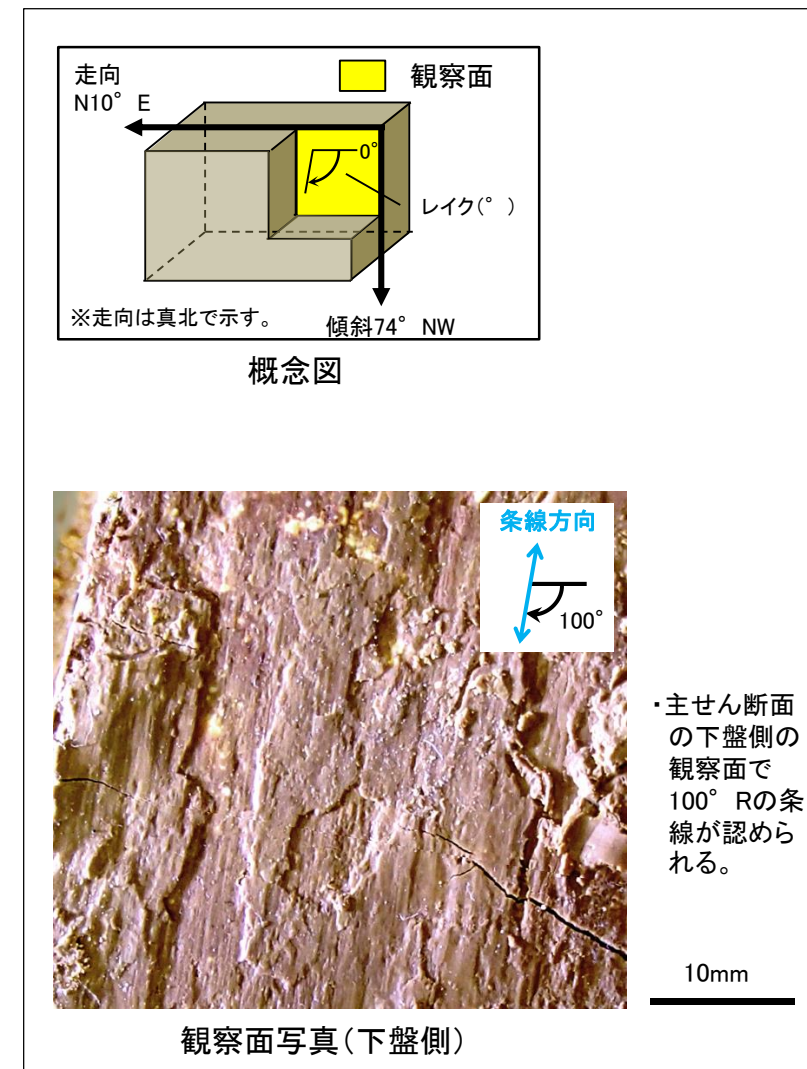 走向
N10°E
観察面
0°
レイク(°)
※走向は真北で示す。
傾斜74°NW
概念図
条線方向
100°
・主せん断面
の下盤側の
観察面で
100°Rの条
線が認めら
れる。
10mm
観察面写真(下盤側)